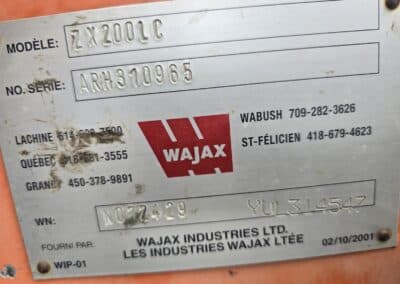 MODÈLE: ZX200LC
NO. SÉRIE: ARH310965
WABUSH 709-282-3626
LACHINE
ST-FÉLICIEN 418-679-4623
WAJAX
QUÉBEC
GRANBY 450-378-9891
WN:
FOURNI PAR: WAJAX INDUSTRIES LTD. 02/10/2001
LES INDUSTRIES WAJAX LTÉE
WIP-01